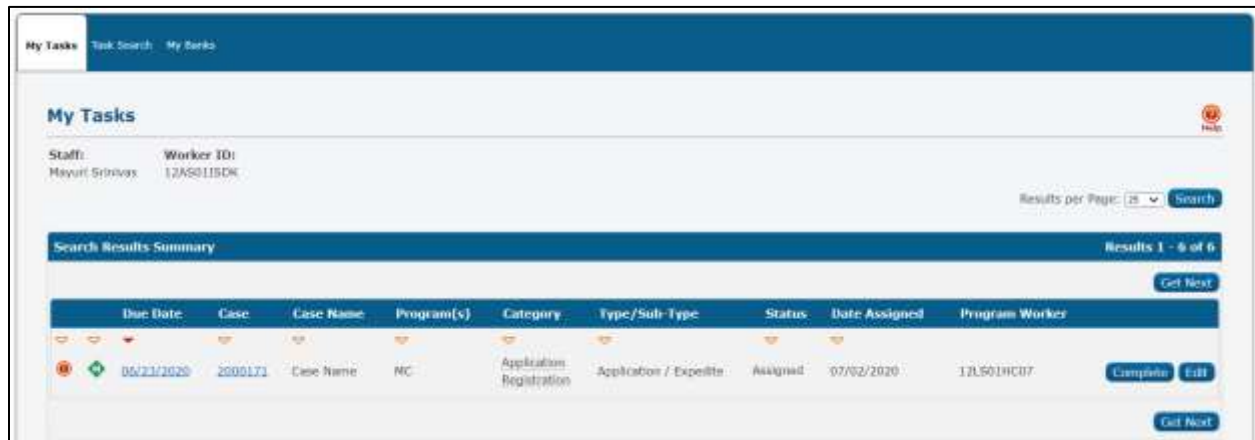 My Tasks Task Search My Banks
My Tasks
Help
Staff: Worker ID:
Mayuri Srinivas
Results per Page: 25 Search
Search Results Summary Results 1 - 6 of 6
Get Next
Due Date Case Case Name Program(s) Category Type/Sub-Type Status Date Assigned Program Worker
06/23/2020 2000171 Case Name MC Application Registration Application / Expedite Assigned 07/02/2020 12LS01HC07 Complete Edit
Get Next